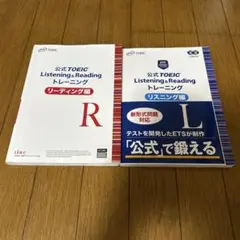 TOEIC
公式 TOEIC
Listening & Reading
トレーニング
リーディング編
R
公式 TOEIC
Listening & Reading
トレーニング
リスニング編
新形式問題
対応
L
テストを開発したETSが制作
「公式」で鍛える